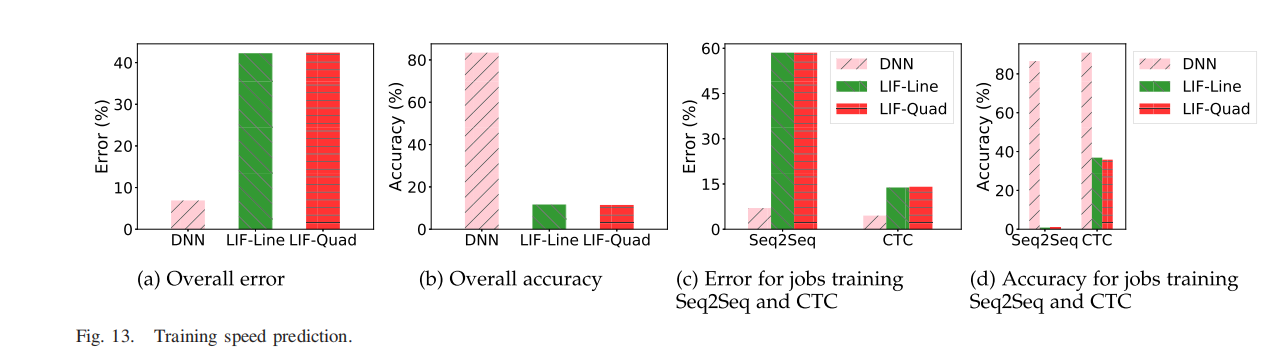 Error (%)
40
30
20
10
0
DNN LIF-Line LIF-Quad
(a) Overall error
Accuracy (%)
80
60
40
20
0
DNN LIF-Line LIF-Quad
(b) Overall accuracy
Error (%)
60
45
30
15
0
Seq2Seq CTC
DNN
LIF-Line
LIF-Quad
(c) Error for jobs training
Seq2Seq and CTC
Accuracy (%)
80
60
40
20
0
Seq2Seq CTC
DNN
LIF-Line
LIF-Quad
(d) Accuracy for jobs training
Seq2Seq and CTC
Fig. 13. Training speed prediction.